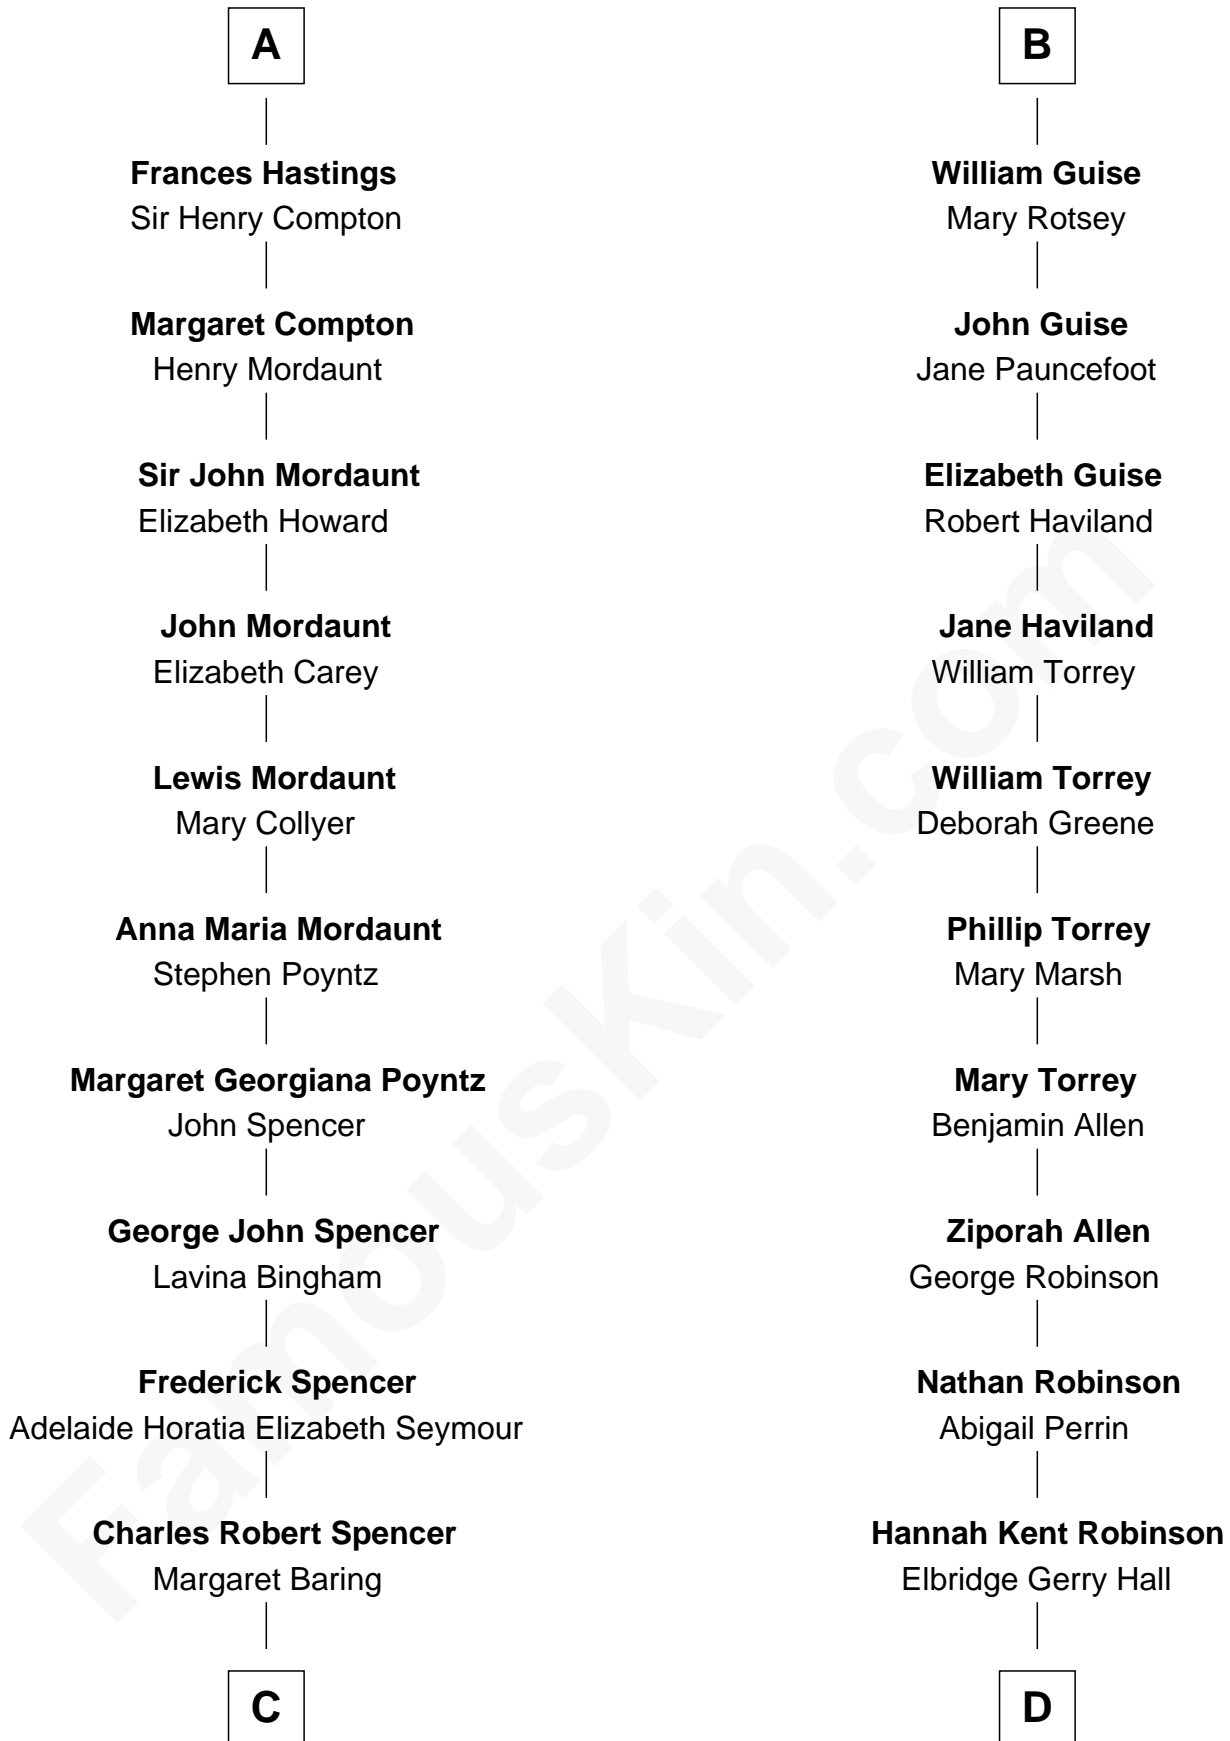 A
Frances Hastings
Sir Henry Compton
Margaret Compton
Henry Mordaunt
Sir John Mordaunt
Elizabeth Howard
John Mordaunt
Elizabeth Carey
Lewis Mordaunt
Mary Collyer
Anna Maria Mordaunt
Stephen Poyntz
Margaret Georgiana Poyntz
John Spencer
George John Spencer
Lavina Bingham
Frederick Spencer
Adelaide Horatia Elizabeth Seymour
Charles Robert Spencer
Margaret Baring
C
B
William Guise
Mary Rotsey
John Guise
Jane Pauncefoot
Elizabeth Guise
Robert Haviland
Jane Haviland
William Torrey
William Torrey
Deborah Greene
Phillip Torrey
Mary Marsh
Mary Torrey
Benjamin Allen
Ziporah Allen
George Robinson
Nathan Robinson
Abigail Perrin
Hannah Kent Robinson
Elbridge Gerry Hall
D
FamousKin.com